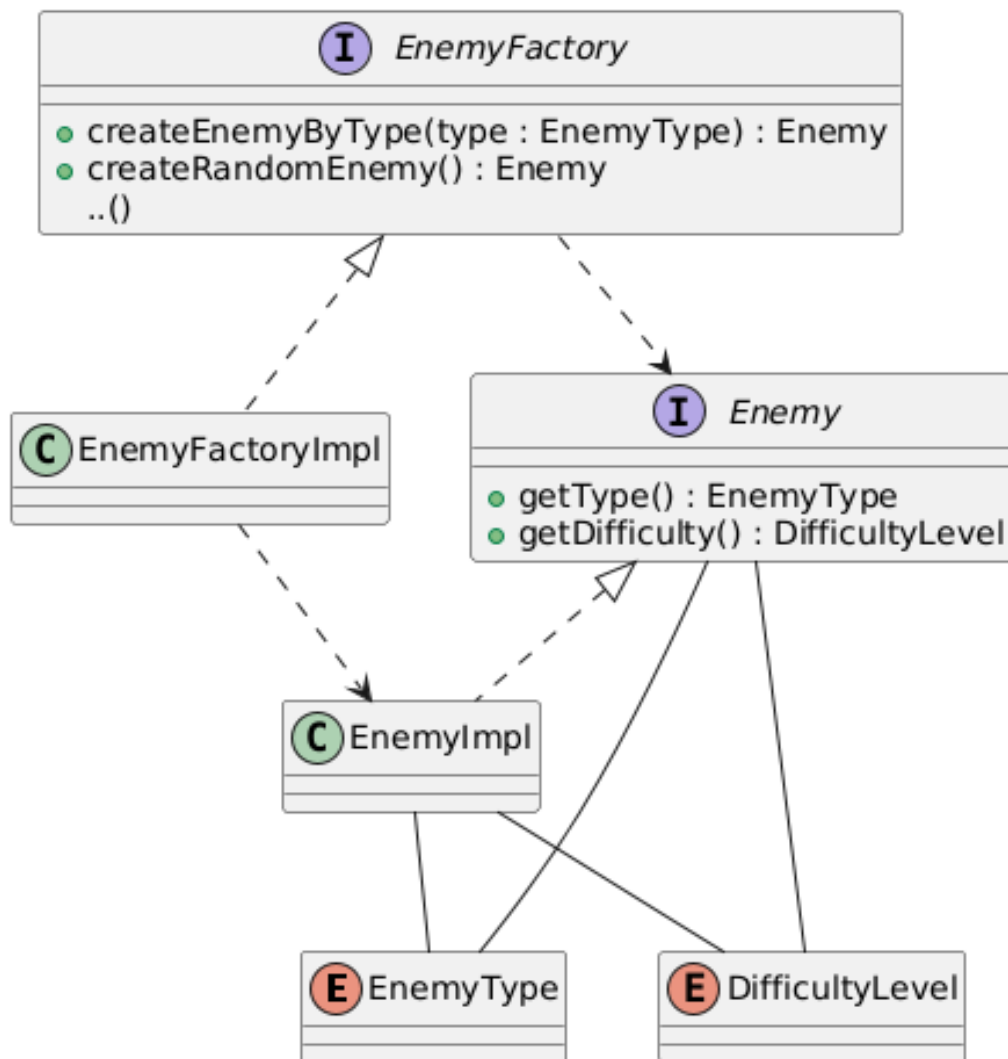 I EnemyFactory
createEnemyByType(type : EnemyType) : Enemy
createRandomEnemy() : Enemy
..()
C EnemyFactoryImpl
I Enemy
getType() : EnemyType
getDifficulty() : DifficultyLevel
C EnemyImpl
E EnemyType
E DifficultyLevel